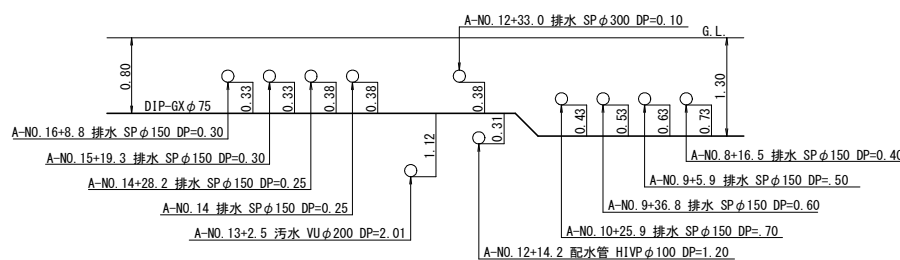 A-NO.12+33.0 排水 SPφ300 DP=0.10
G.L.
0.80
1.30
0.33
0.33
0.38
0.38
0.38
DIP-GXφ75
0.43
0.53
0.63
0.73
0.31
1.12
A-NO.16+8.8 排水 SPφ150 DP=0.30
A-NO.15+19.3 排水 SPφ150 DP=0.30
A-NO.14+28.2 排水 SPφ150 DP=0.25
A-NO.14 排水 SPφ150 DP=0.25
A-NO.13+2.5 汚水 VUφ200 DP=2.01
A-NO.8+16.5 排水 SPφ150 DP=0.40
A-NO.9+5.9 排水 SPφ150 DP=.50
A-NO.9+36.8 排水 SPφ150 DP=0.60
A-NO.10+25.9 排水 SPφ150 DP=.70
A-NO.12+14.2 配水管 HIVPφ100 DP=1.20